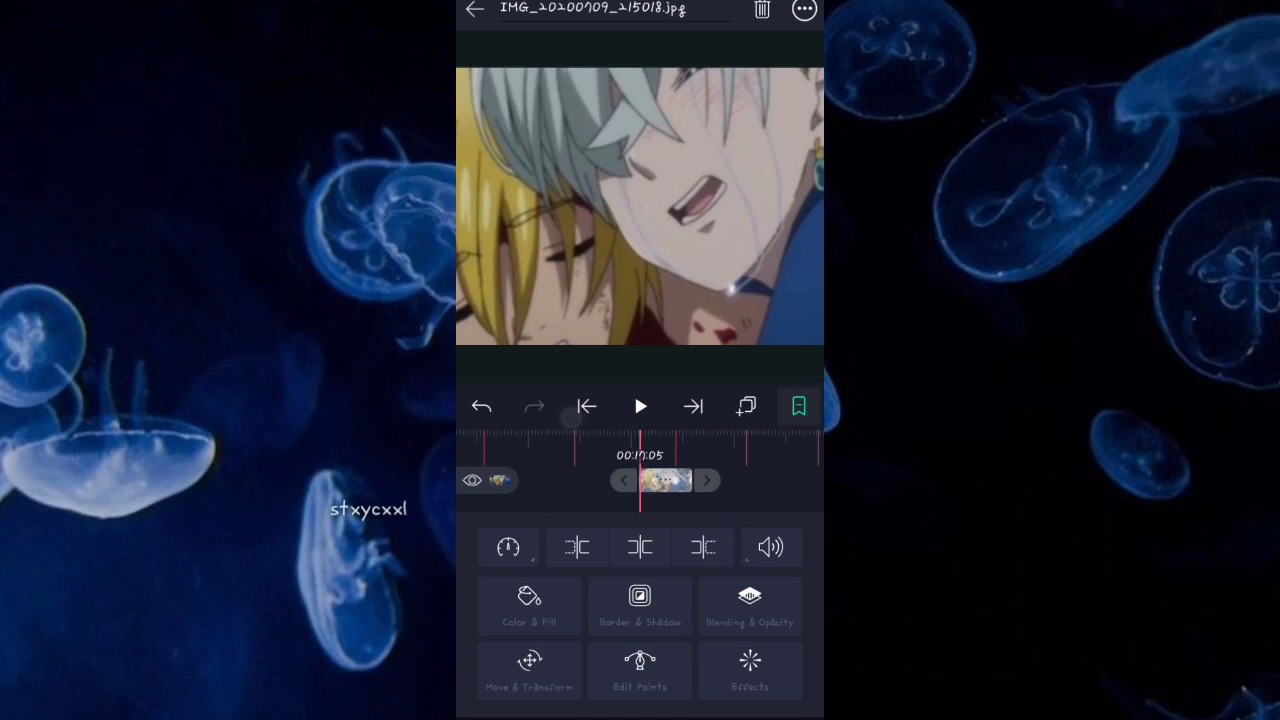 IMG_20200709_215018.jpg
00:17:05
stxycxxl
Color & Fill
Border & Shadow
Blending & Opacity
Move & Transform
Edit Points
Effects